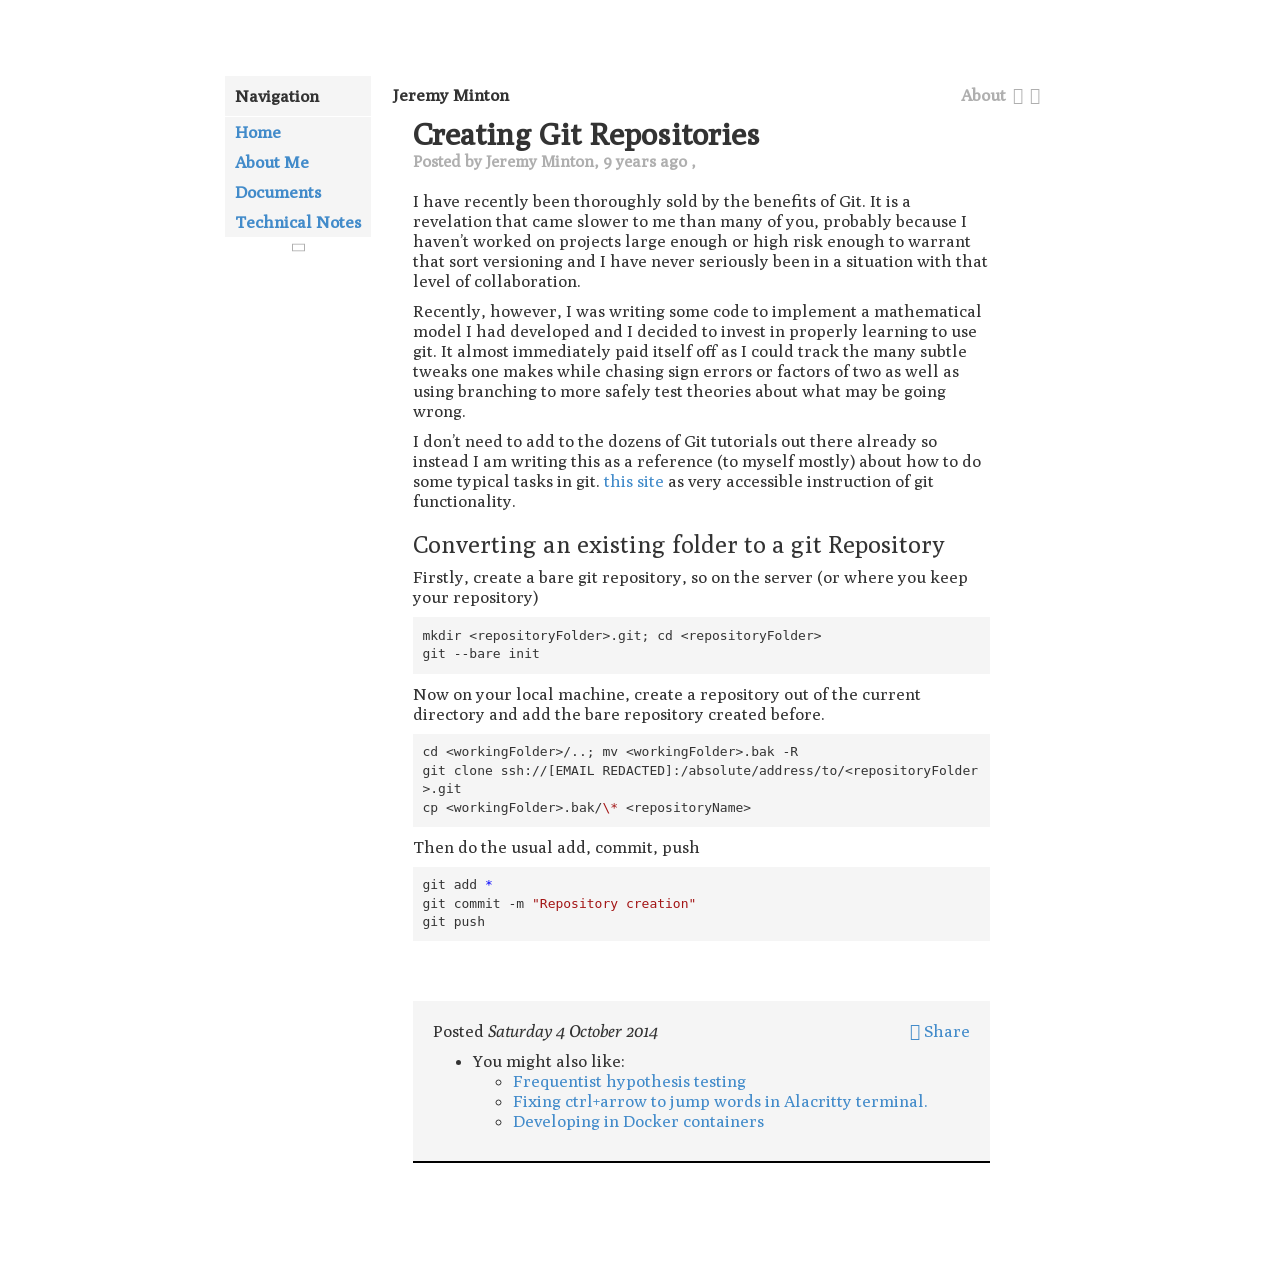 Navigation
Home
About Me
Documents
Technical Notes
Jeremy Minton
About
Creating Git Repositories
Posted by Jeremy Minton, 9 years ago ,
I have recently been thoroughly sold by the benefits of Git. It is a
revelation that came slower to me than many of you, probably because I
haven't worked on projects large enough or high risk enough to warrant
that sort versioning and I have never seriously been in a situation with that
level of collaboration.
Recently, however, I was writing some code to implement a mathematical
model I had developed and I decided to invest in properly learning to use
git. It almost immediately paid itself off as I could track the many subtle
tweaks one makes while chasing sign errors or factors of two as well as
using branching to more safely test theories about what may be going
wrong.
I don't need to add to the dozens of Git tutorials out there already so
instead I am writing this as a reference (to myself mostly) about how to do
some typical tasks in git. this site as very accessible instruction of git
functionality.
Converting an existing folder to a git Repository
Firstly, create a bare git repository, so on the server (or where you keep
your repository)
mkdir <repositoryFolder>.git; cd <repositoryFolder>
git --bare init
Now on your local machine, create a repository out of the current
directory and add the bare repository created before.
cd <workingFolder>/..; mv <workingFolder>.bak -R
git clone ssh://[EMAIL REDACTED]:/absolute/address/to/<repositoryFolder
>.git
cp <workingFolder>.bak/\* <repositoryName>
Then do the usual add, commit, push
git add *
git commit -m "Repository creation"
git push
Posted Saturday 4 October 2014
Share
You might also like:
Frequentist hypothesis testing
Fixing ctrl+arrow to jump words in Alacritty terminal.
Developing in Docker containers